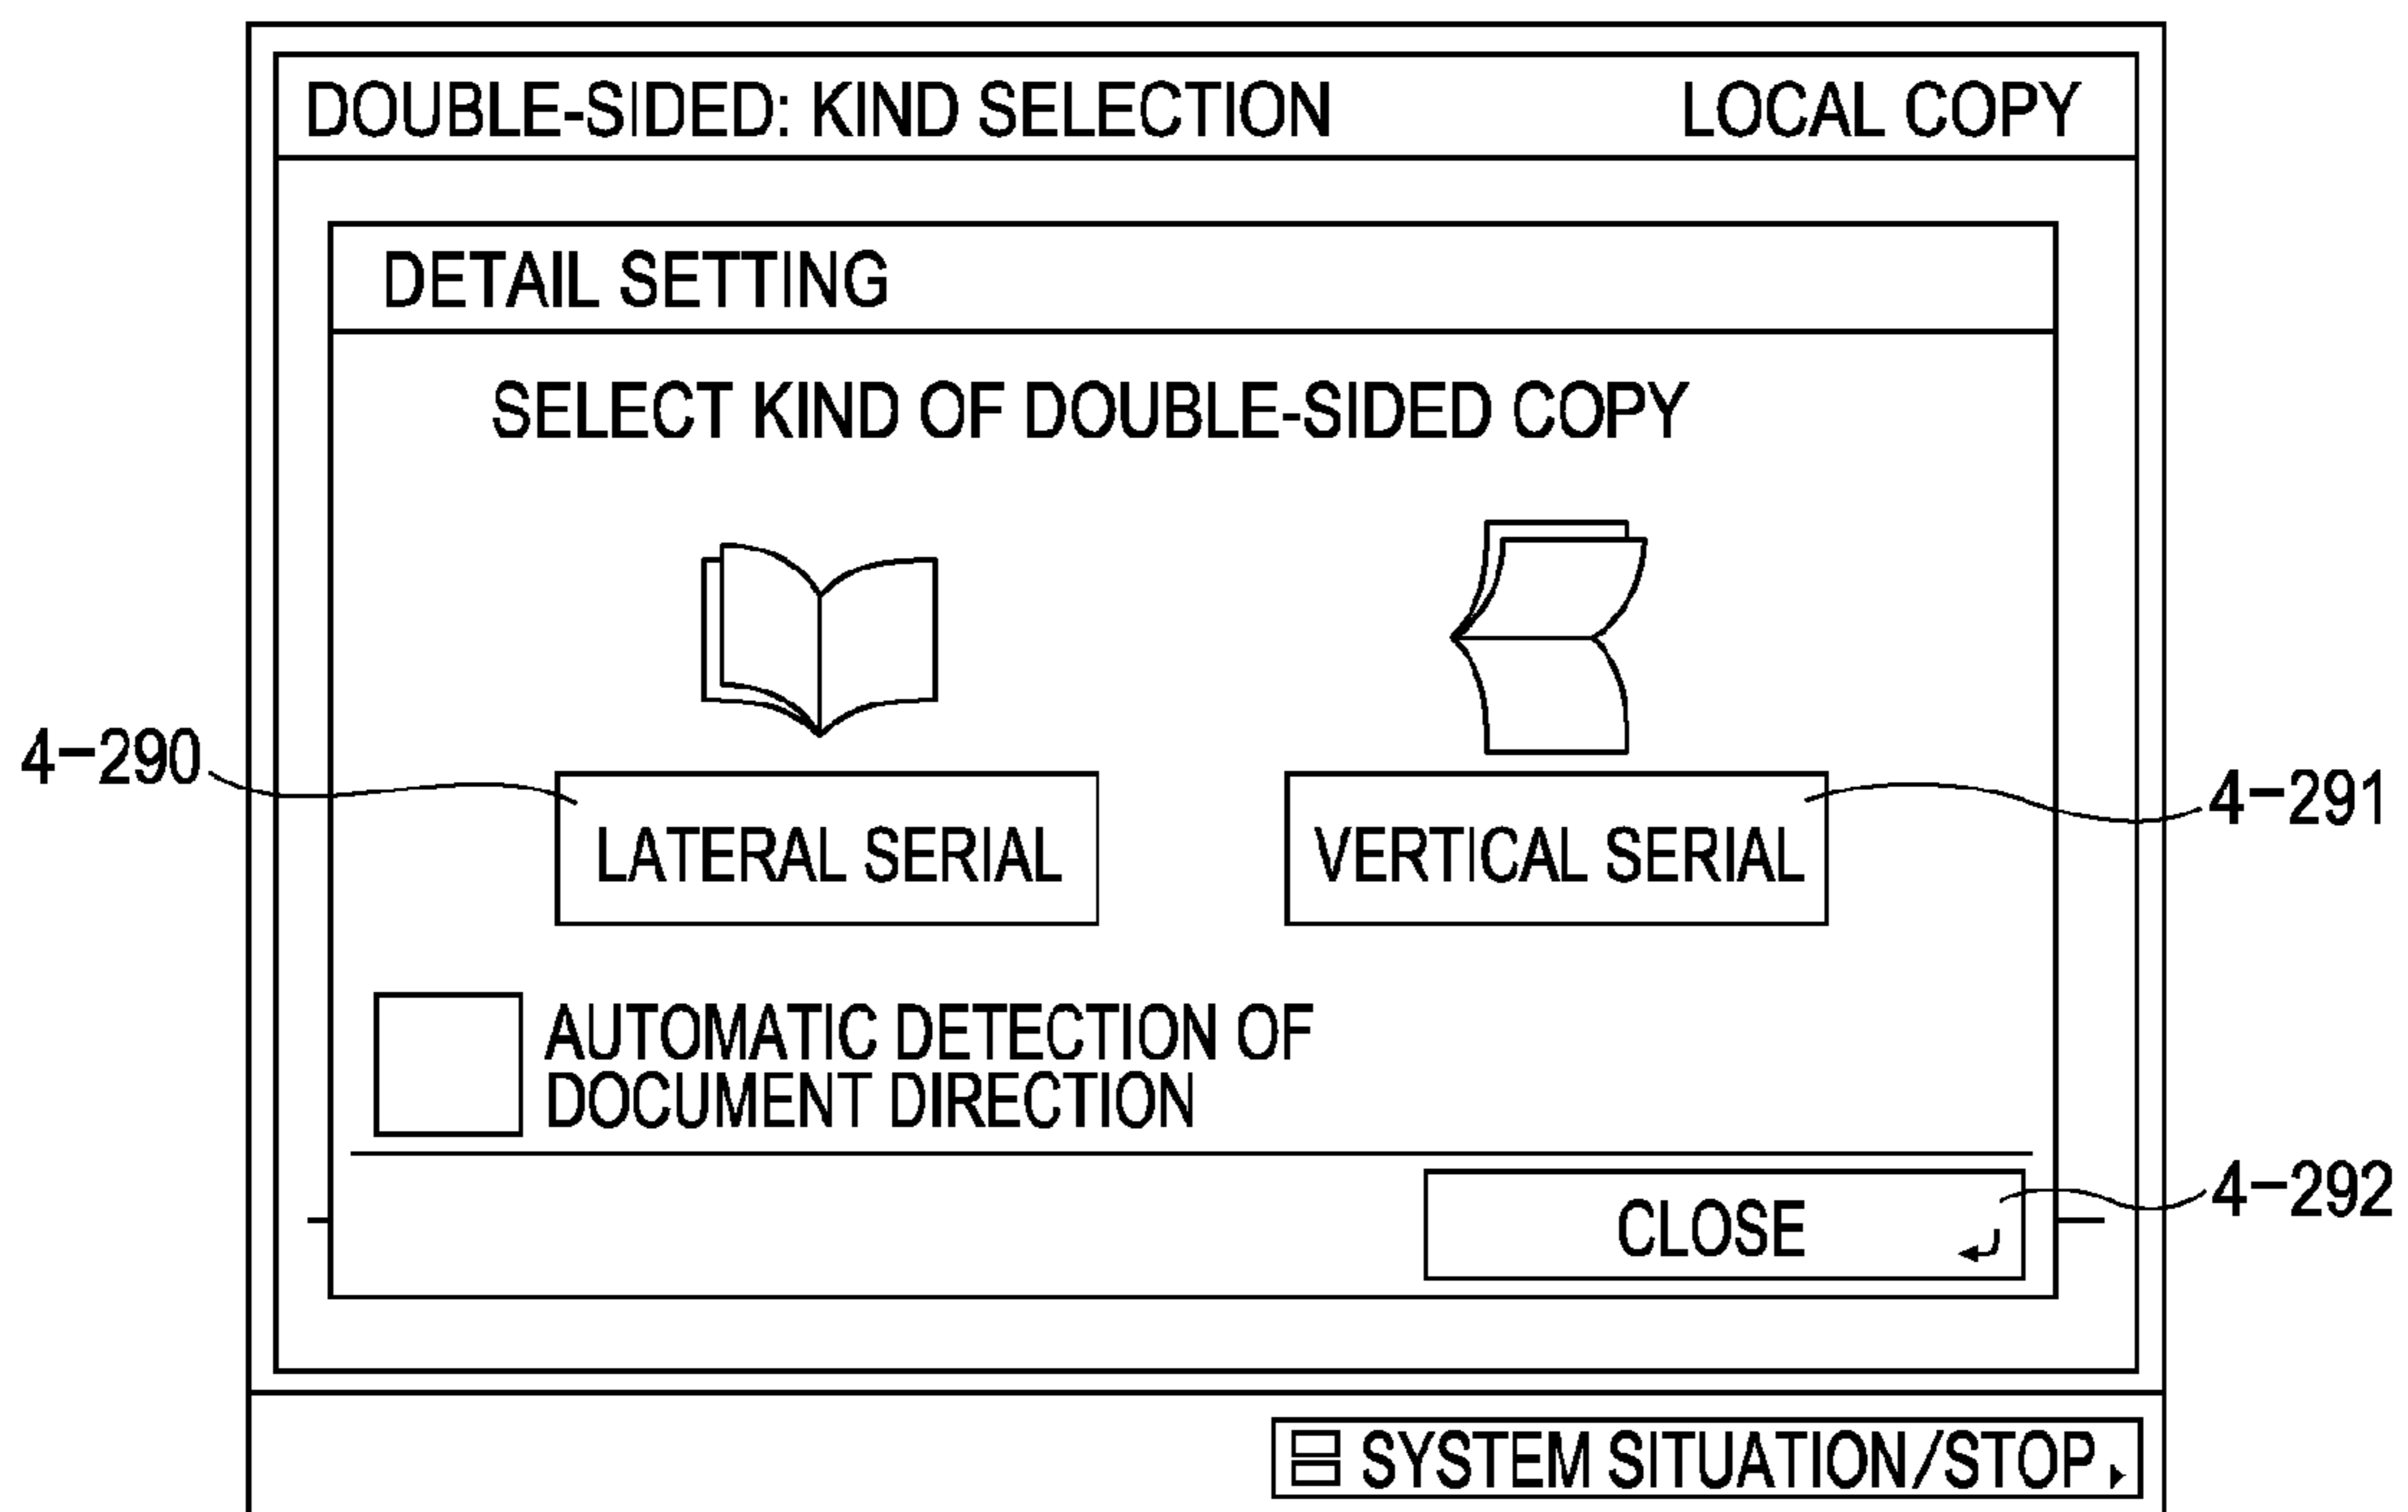 DOUBLE-SIDED: KIND SELECTION LOCAL COPY
DETAIL SETTING
SELECT KIND OF DOUBLE-SIDED COPY
4-290
LATERAL SERIAL
VERTICAL SERIAL
4-291
AUTOMATIC DETECTION OF
DOCUMENT DIRECTION
CLOSE
4-292
SYSTEM SITUATION/STOP